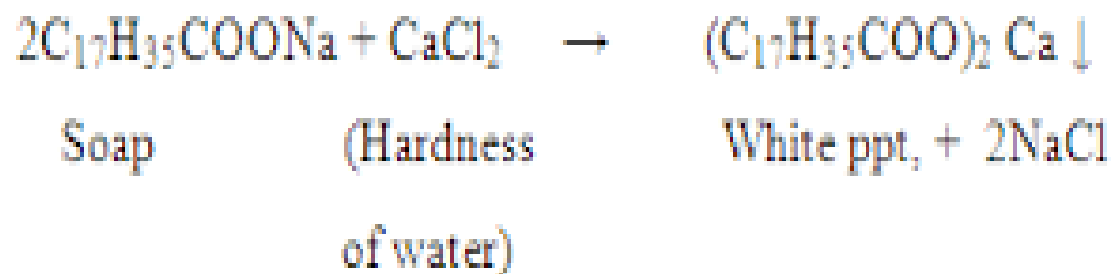 2C₁₇H₃₅COONa + CaCl₂ → (C₁₇H₃₅COO)₂ Ca ↓
Soap (Hardness White ppt, + 2NaCl
of water)